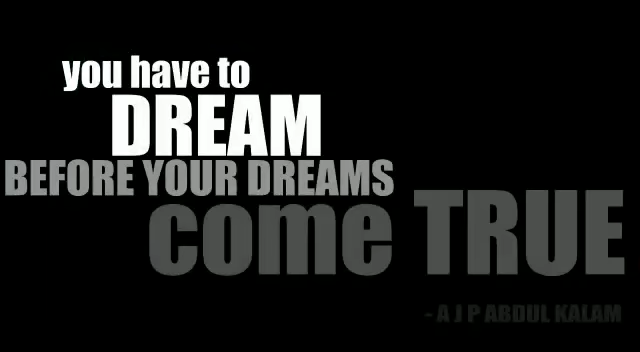 you have to
DREAM
BEFORE YOUR DREAMS
come TRUE
- A J P ABDUL KALAM